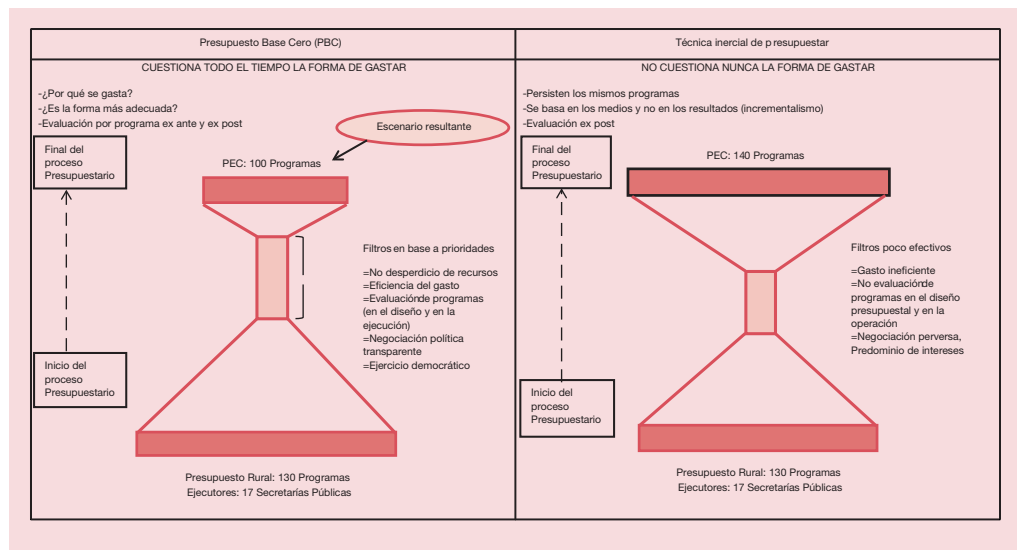 Presupuesto Base Cero (PBC)
CUESTIONA TODO EL TIEMPO LA FORMA DE GASTAR
-¿Por qué se gasta?
-¿Es la forma más adecuada?
-Evaluación por programa ex ante y ex post
Escenario resultante
Final del
proceso
Presupuestario
PEC: 100 Programas
Filtros en base a prioridades
=No desperdicio de recursos
=Eficiencia del gasto
=Evaluación de programas
(en el diseño y en la
ejecución)
=Negociación política
transparente
=Ejercicio democrático
Inicio del
proceso
Presupuestario
Presupuesto Rural: 130 Programas
Ejecutores: 17 Secretarías Públicas
Técnica inercial de presupuestar
NO CUESTIONA NUNCA LA FORMA DE GASTAR
-Persisten los mismos programas
-Se basa en los medios y no en los resultados (incrementalismo)
-Evaluación ex post
Final del
proceso
Presupuestario
PEC: 140 Programas
Filtros poco efectivos
=Gasto ineficiente
=No evaluación de
programas en el diseño
presupuestal y en la
operación
=Negociación perversa,
Predominio de intereses
Inicio del
proceso
Presupuestario
Presupuesto Rural: 130 Programas
Ejecutores: 17 Secretarías Públicas